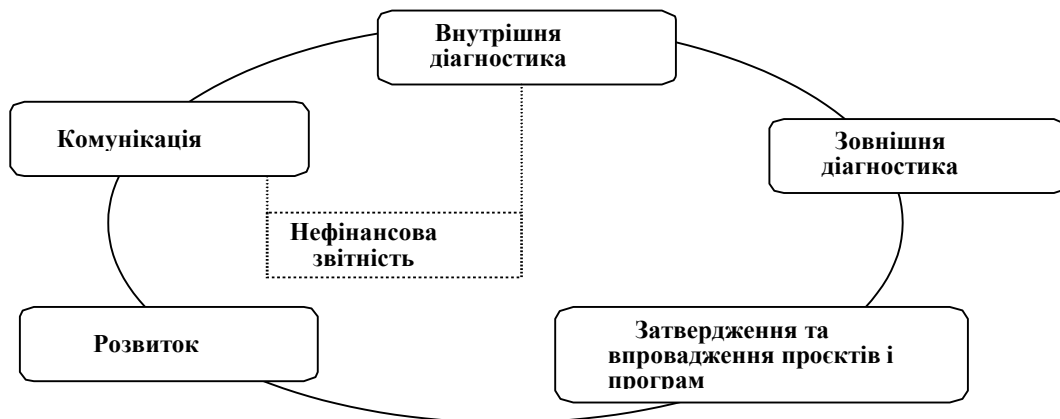 Внутрішня
діагностика
Комунікація
Зовнішня
діагностика
Нефінансова
звітність
Розвиток
Затвердження та
впровадження проєктів і
програм